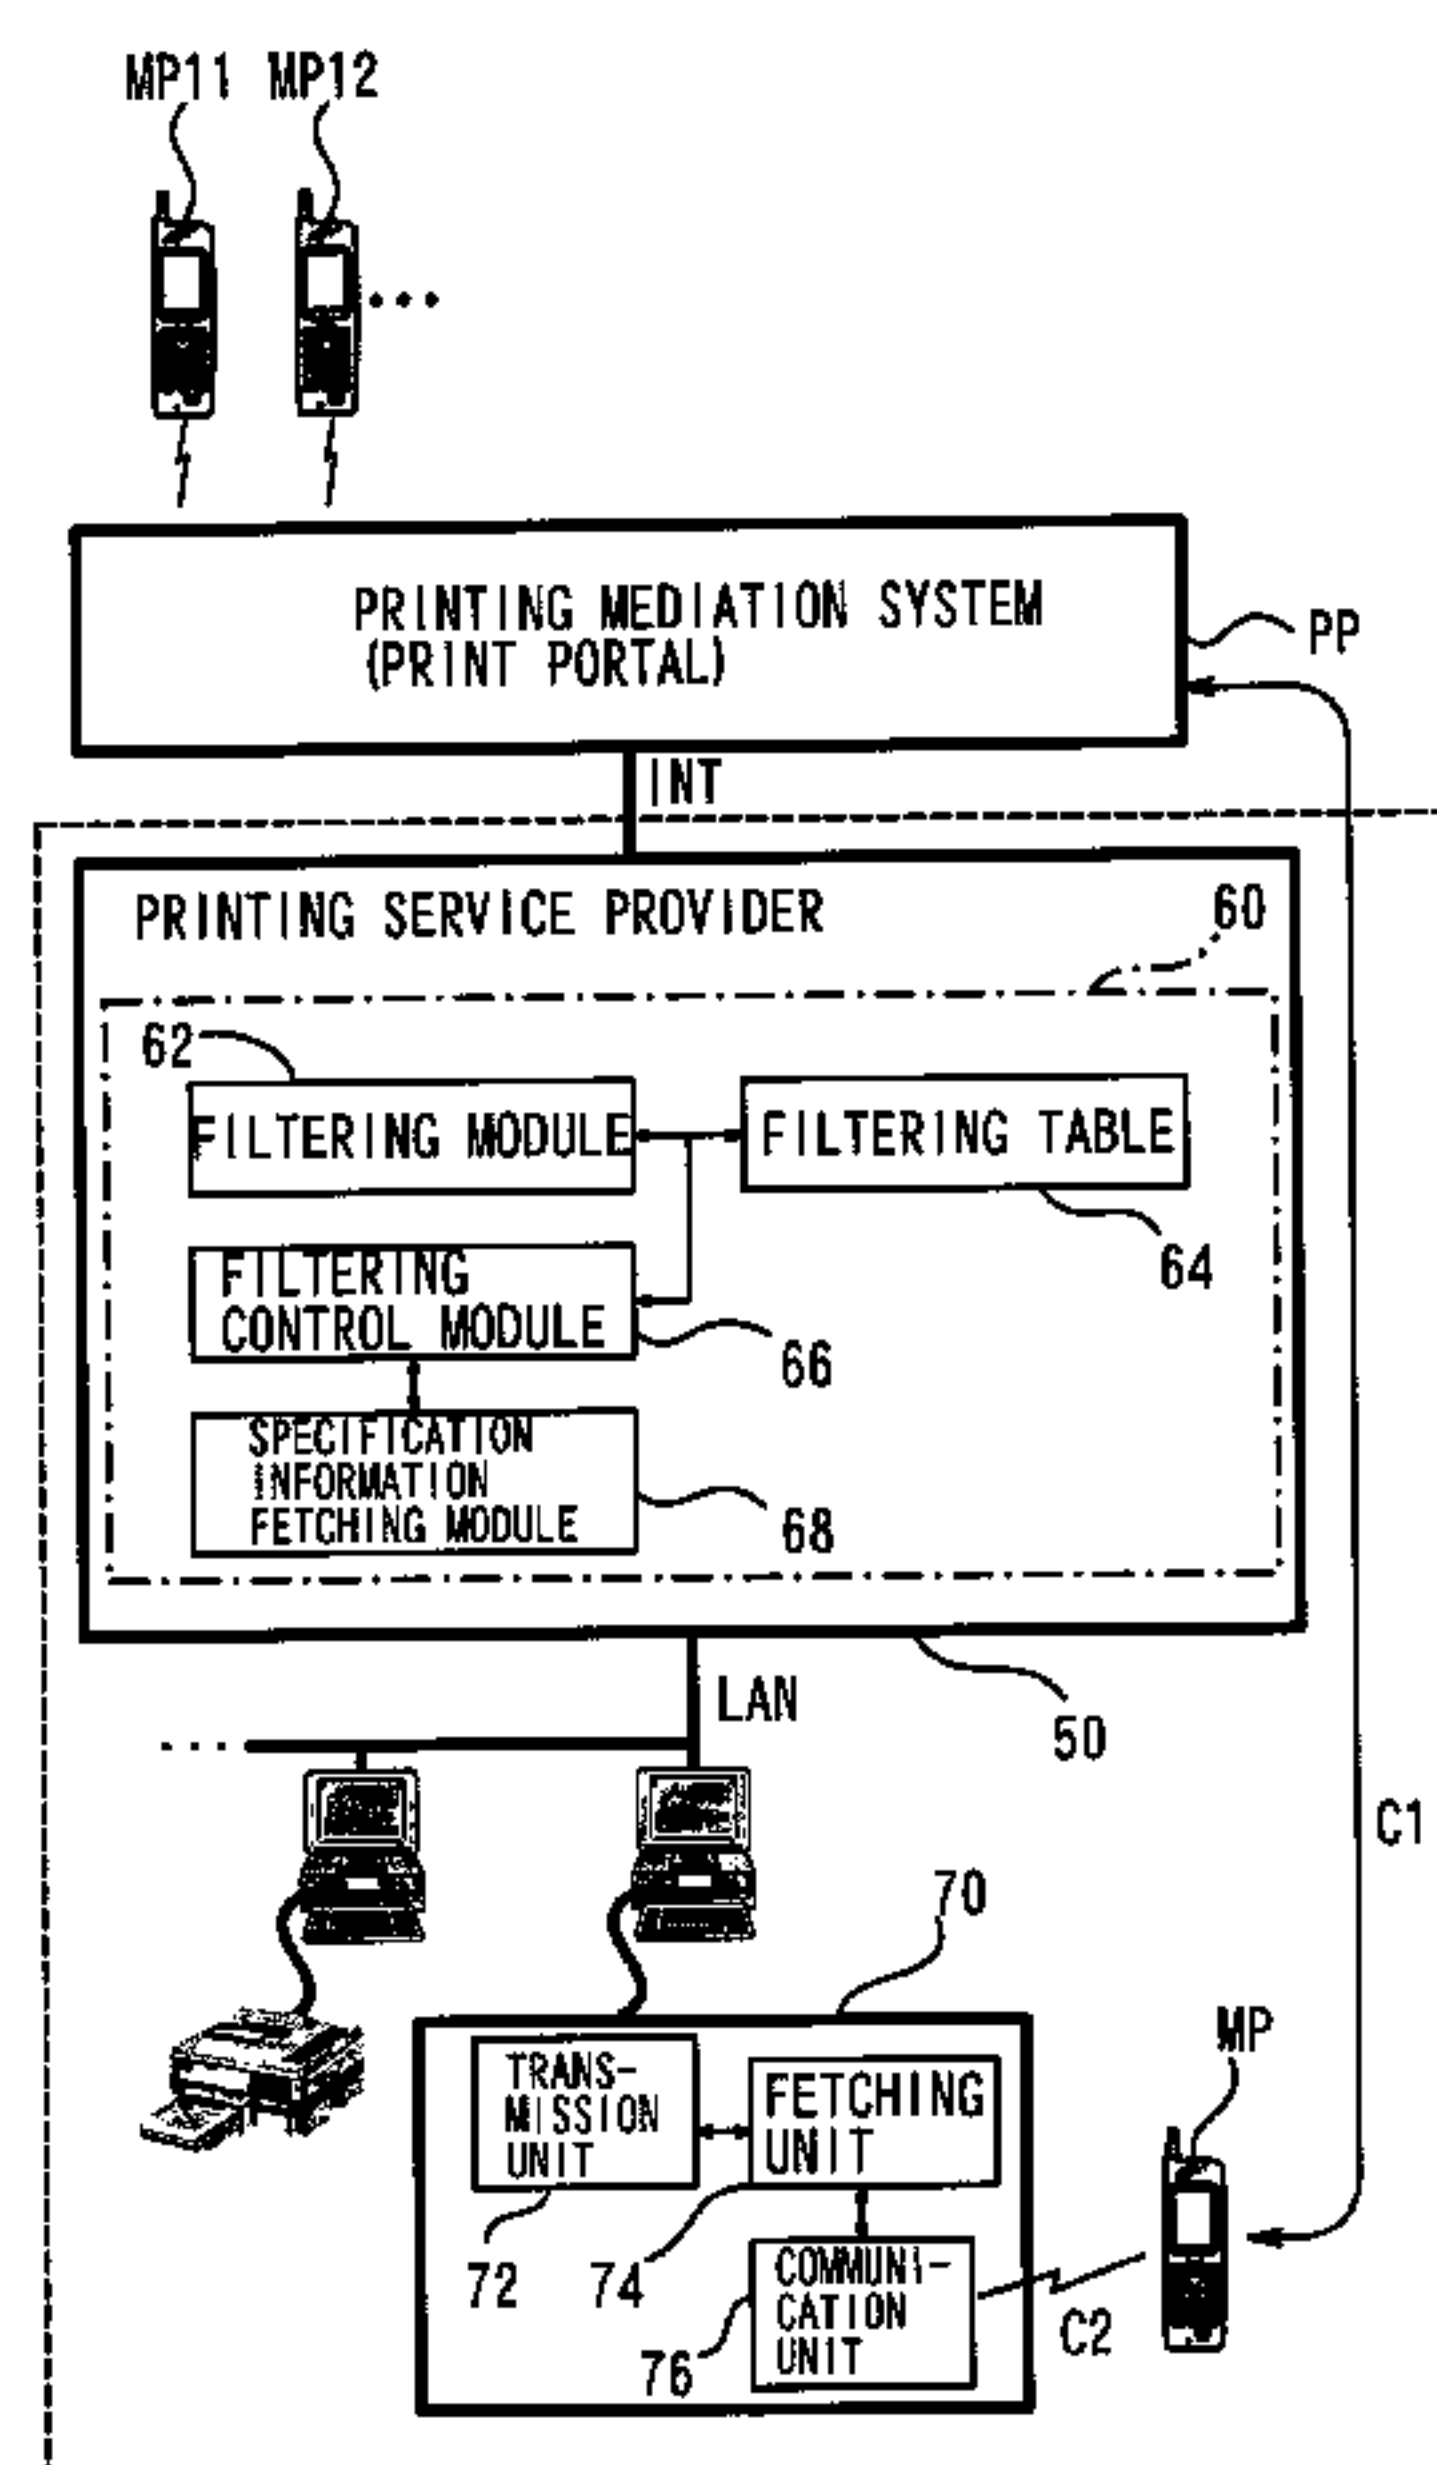 MP11 MP12
PRINTING MEDIATION SYSTEM
(PRINT PORTAL)
PP
INT
PRINTING SERVICE PROVIDER
60
62
FILTERING MODULE
FILTERING TABLE
64
FILTERING
CONTROL MODULE
66
SPECIFICATION
INFORMATION
FETCHING MODULE
68
LAN
50
C1
70
MP
TRANS-
MISSION
UNIT
FETCHING
UNIT
72
74
COMMUNI-
CATION
UNIT
76
C2